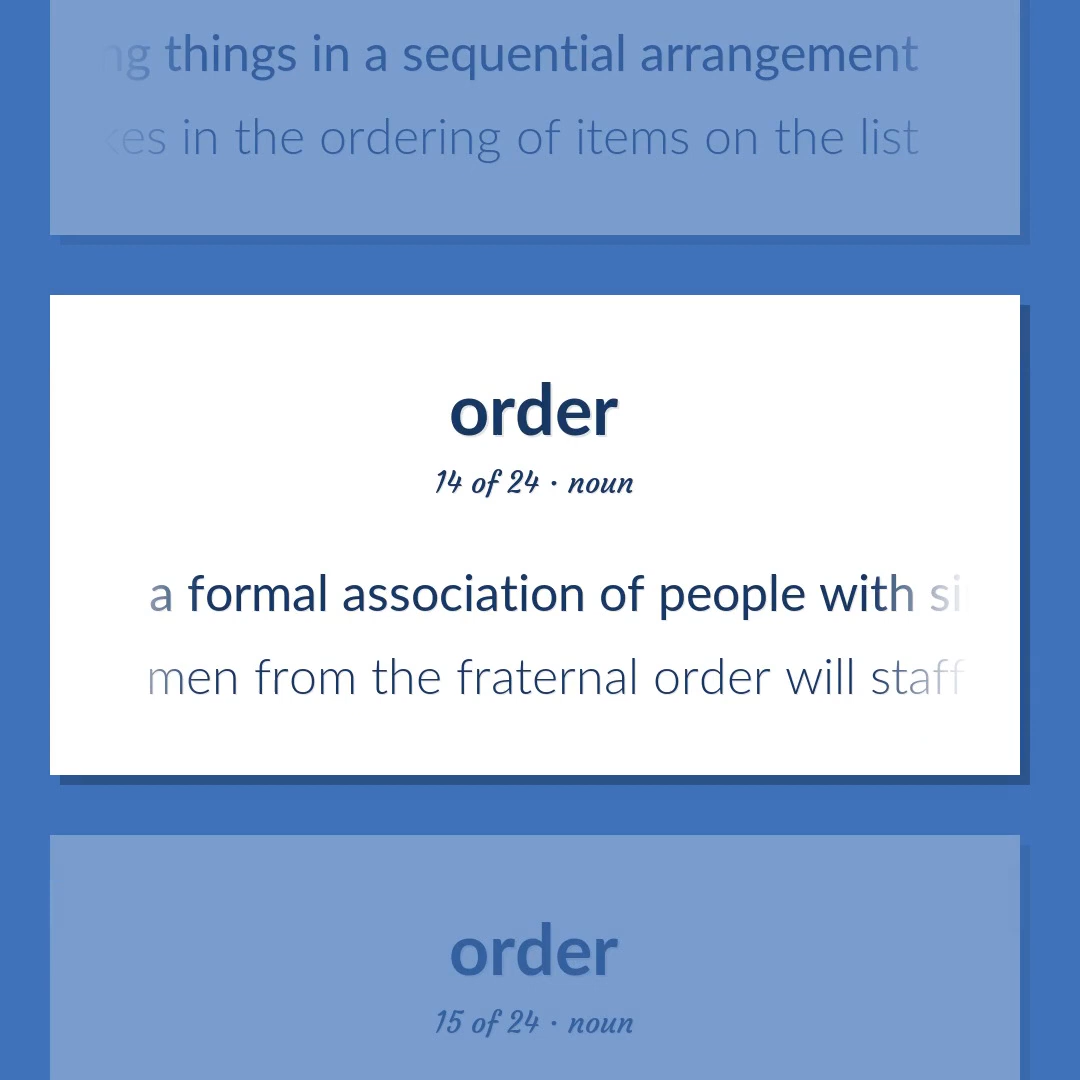 things in a sequential arrangement
in the ordering of items on the list
order
14 of 24 · noun
a formal association of people with
men from the fraternal order will staff
order
15 of 24 · noun